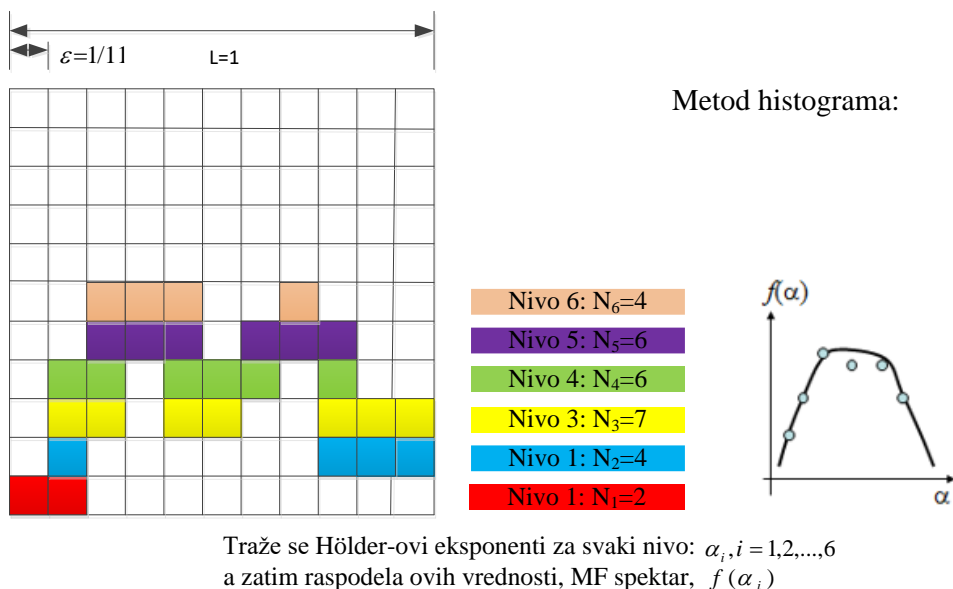 ε=1/11
L=1
Metod histograma:
Nivo 6: N₆=4
Nivo 5: N₅=6
Nivo 4: N₄=6
Nivo 3: N₃=7
Nivo 1: N₂=4
Nivo 1: N₁=2
f(α)
α
Traže se Hölder-ovi eksponenti za svaki nivo: αᵢ, i = 1,2,...,6
a zatim raspodela ovih vrednosti, MF spektar, f(αᵢ)